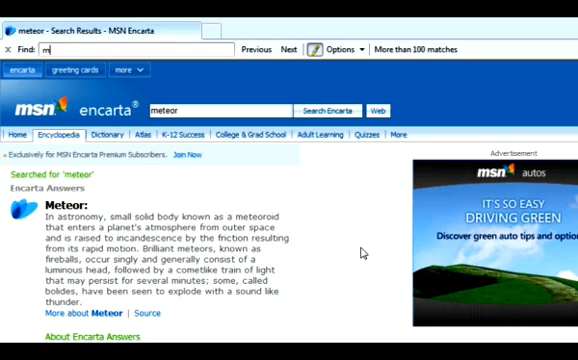 meteor - Search Results - MSN Encarta
Find: m Previous Next Options More than 100 matches
encarta greeting cards more
msn encarta® meteor Search Encarta Web
Home Encyclopedia Dictionary Atlas K-12 Success College & Grad School Adult Learning Quizzes More
Exclusively for MSN Encarta Premium Subscribers. Join Now
Searched for 'meteor'
Encarta Answers
Meteor:
In astronomy, small solid body known as a meteoroid
that enters a planet's atmosphere from outer space
and is raised to incandescence by the friction resulting
from its rapid motion. Brilliant meteors, known as
fireballs, occur singly and generally consist of a
luminous head, followed by a cometlike train of light
that may persist for several minutes; some, called
bolides, have been seen to explode with a sound like
thunder.
More about Meteor | Source
About Encarta Answers
Advertisement
msn autos
IT'S SO EASY
DRIVING GREEN
Discover green auto tips and optio